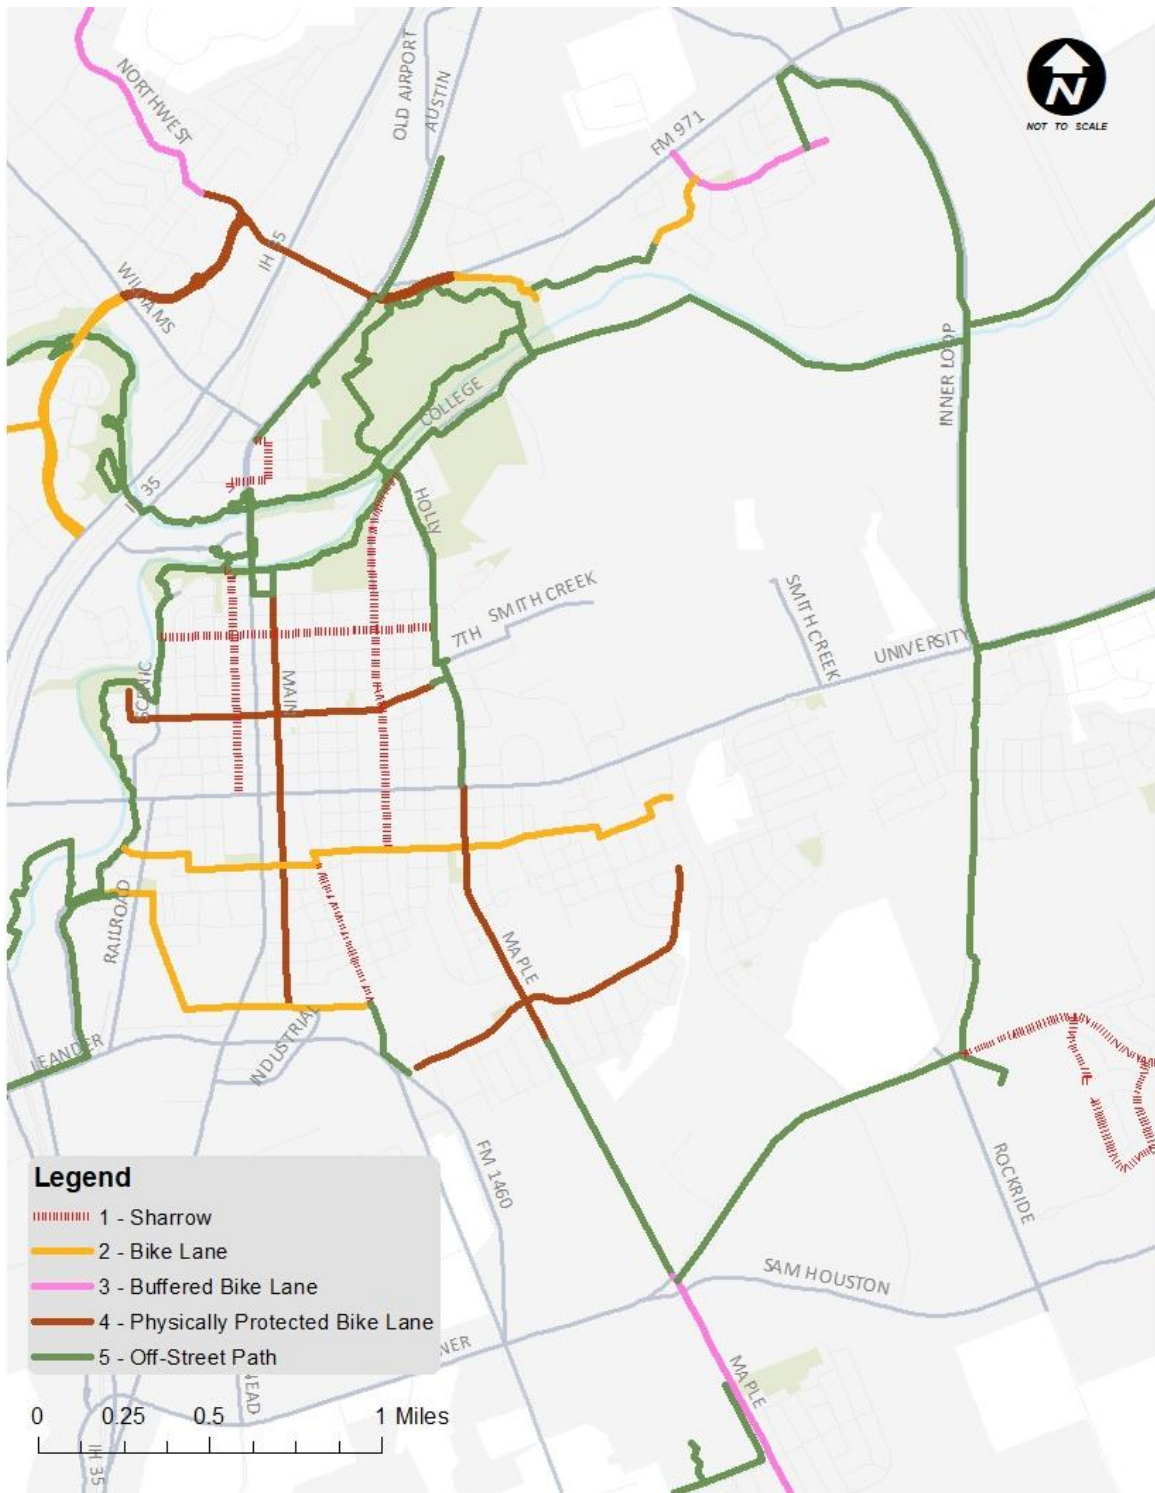 OLD AIRPORT
AUSTIN
NORTHWEST
FM 971
N
NOT TO SCALE
IH 35
WILLIAMS
INNER LOOP
COLLEGE
IH 35
HOLLY
SMITH CREEK
7TH
SMITH CREEK
UNIVERSITY
SCENIC
MAIN
RAILROAD
MAPLE
INDUSTRIAL
LEANDER
FM 1460
ROCKRIDE
SAM HOUSTON
NER
MAPLE
Legend
1 - Sharrow
2 - Bike Lane
3 - Buffered Bike Lane
4 - Physically Protected Bike Lane
5 - Off-Street Path
HEAD
0 0.25 0.5 1 Miles
IH 35